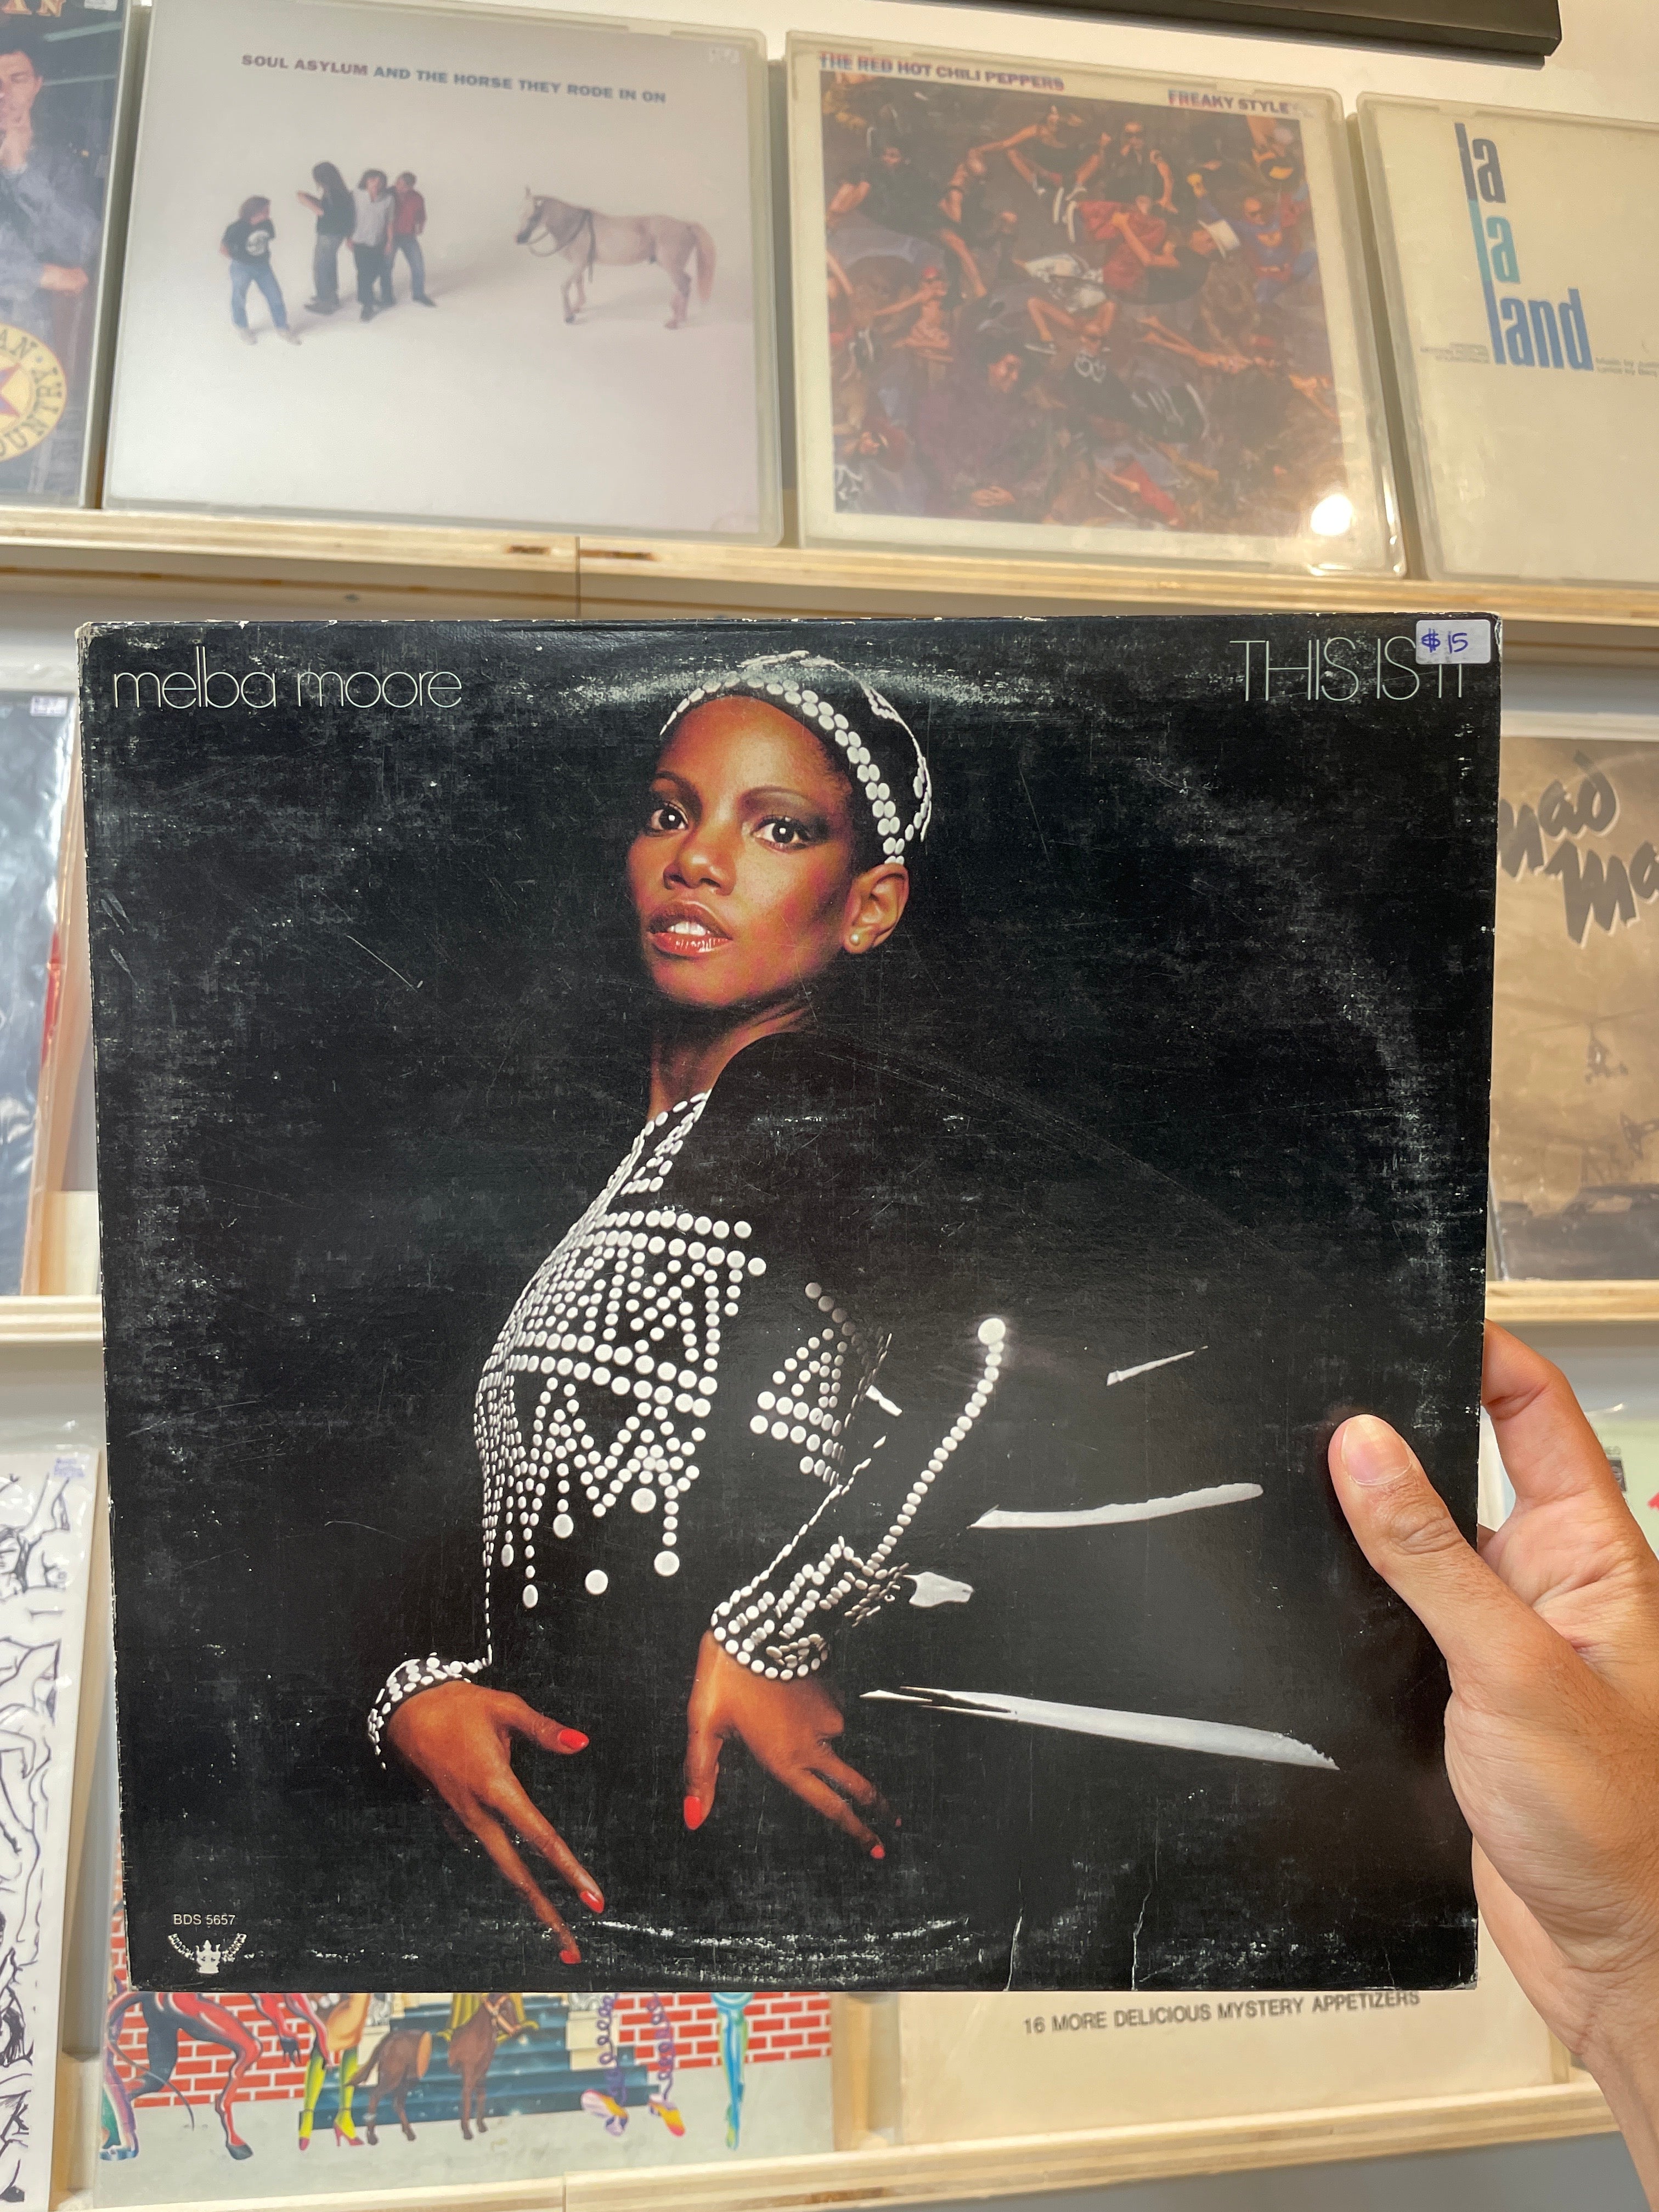 SOUL ASYLUM AND THE HORSE THEY RODE IN ON
THE RED HOT CHILI PEPPERS
FREAKY STYLE
la
la
land
melba moore
THIS IS IT
$15
mad
BDS 5657
16 MORE DELICIOUS MYSTERY APPETIZERS